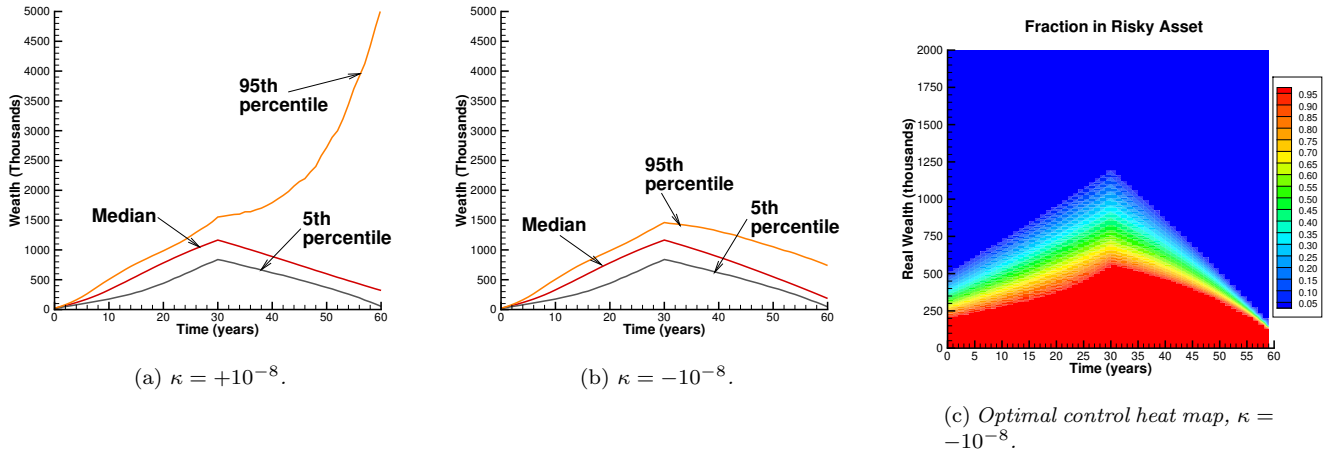 5000
4500
4000
3500
3000
2500
2000
1500
1000
500
0
Wealth (Thousands)
95th
percentile
Median
5th
percentile
0 10 20 30 40 50 60
Time (years)
(a) κ = +10⁻⁸.
5000
4500
4000
3500
3000
2500
2000
1500
1000
500
0
Wealth (Thousands)
95th
percentile
Median
5th
percentile
0 10 20 30 40 50 60
Time (years)
(b) κ = −10⁻⁸.
Fraction in Risky Asset
2000
1750
1500
1250
1000
750
500
250
0
Real Wealth (thousands)
0 5 10 15 20 25 30 35 40 45 50 55 60
Time (years)
0.95
0.90
0.85
0.80
0.75
0.70
0.65
0.60
0.55
0.50
0.45
0.40
0.35
0.30
0.25
0.20
0.15
0.10
0.05
(c) Optimal control heat map, κ =
−10⁻⁸.